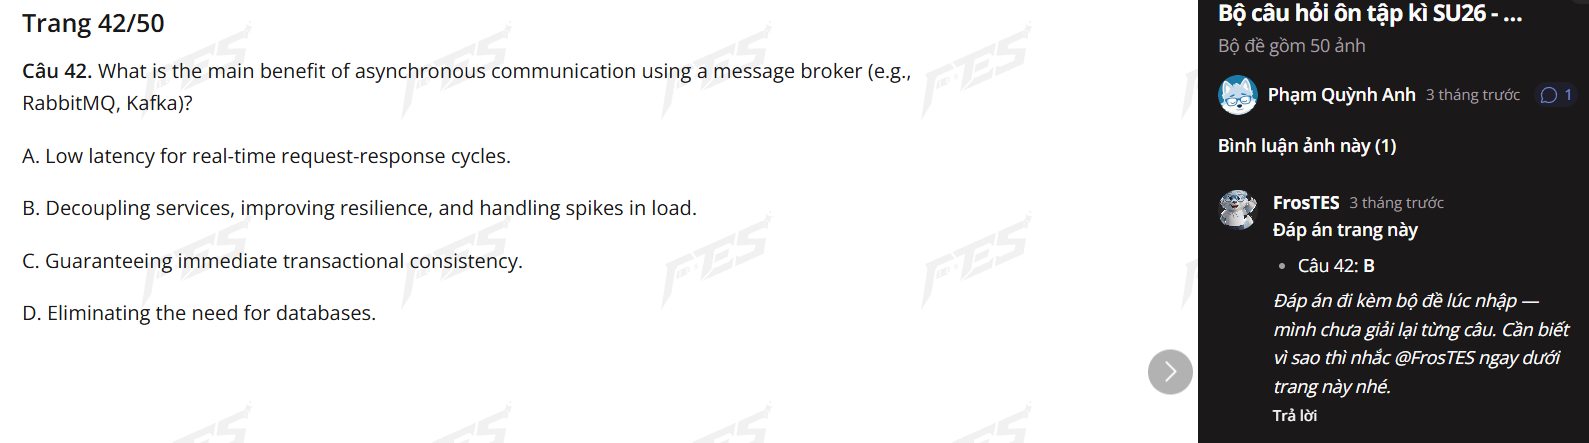 Trang 42/50
Câu 42. What is the main benefit of asynchronous communication using a message broker (e.g.,
RabbitMQ, Kafka)?
A. Low latency for real-time request-response cycles.
B. Decoupling services, improving resilience, and handling spikes in load.
C. Guaranteeing immediate transactional consistency.
D. Eliminating the need for databases.
Bộ câu hỏi ôn tập kì SU26 - ...
Bộ đề gồm 50 ảnh
Phạm Quỳnh Anh 3 tháng trước 1
Bình luận ảnh này (1)
FrosTES 3 tháng trước
Đáp án trang này
• Câu 42: B
Đáp án đi kèm bộ đề lúc nhập —
mình chưa giải lại từng câu. Cần biết
vì sao thì nhắc @FrosTES ngay dưới
trang này nhé.
Trả lời